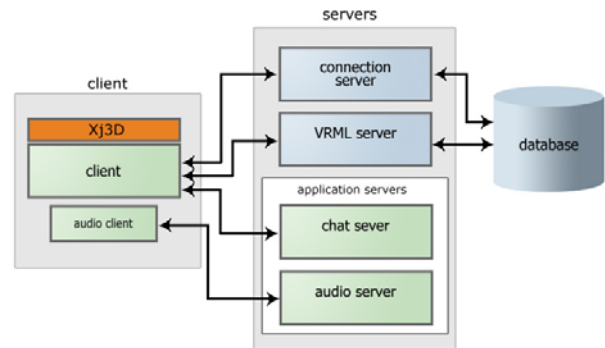 servers
client
connection
server
Xj3D
client
VRML server
database
application servers
audio client
chat sever
audio server